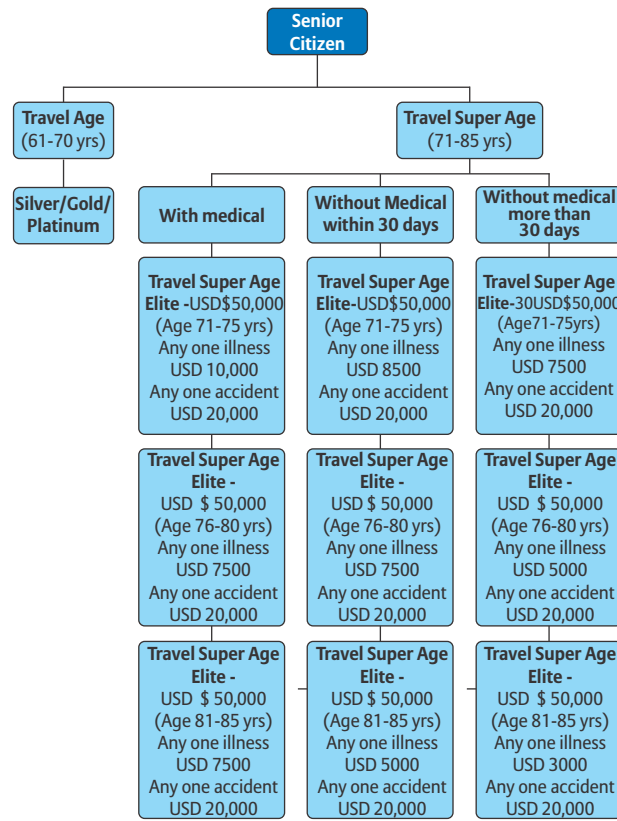 Senior
Citizen
Travel Age
(61-70 yrs)
Travel Super Age
(71-85 yrs)
Silver/Gold/
Platinum
With medical
Without Medical
within 30 days
Without medical
more than
30 days
Travel Super Age
Elite -USD$50,000
(Age 71-75 yrs)
Any one illness
USD 10,000
Any one accident
USD 20,000
Travel Super Age
Elite-USD$50,000
(Age 71-75 yrs)
Any one illness
USD 8500
Any one accident
USD 20,000
Travel Super Age
Elite-30USD$50,000
(Age71-75yrs)
Any one illness
USD 7500
Any one accident
USD 20,000
Travel Super Age
Elite -
USD $ 50,000
(Age 76-80 yrs)
Any one illness
USD 7500
Any one accident
USD 20,000
Travel Super Age
Elite -
USD $ 50,000
(Age 76-80 yrs)
Any one illness
USD 7500
Any one accident
USD 20,000
Travel Super Age
Elite -
USD $ 50,000
(Age 76-80 yrs)
Any one illness
USD 5000
Any one accident
USD 20,000
Travel Super Age
Elite -
USD $ 50,000
(Age 81-85 yrs)
Any one illness
USD 7500
Any one accident
USD 20,000
Travel Super Age
Elite -
USD $ 50,000
(Age 81-85 yrs)
Any one illness
USD 5000
Any one accident
USD 20,000
Travel Super Age
Elite -
USD $ 50,000
(Age 81-85 yrs)
Any one illness
USD 3000
Any one accident
USD 20,000